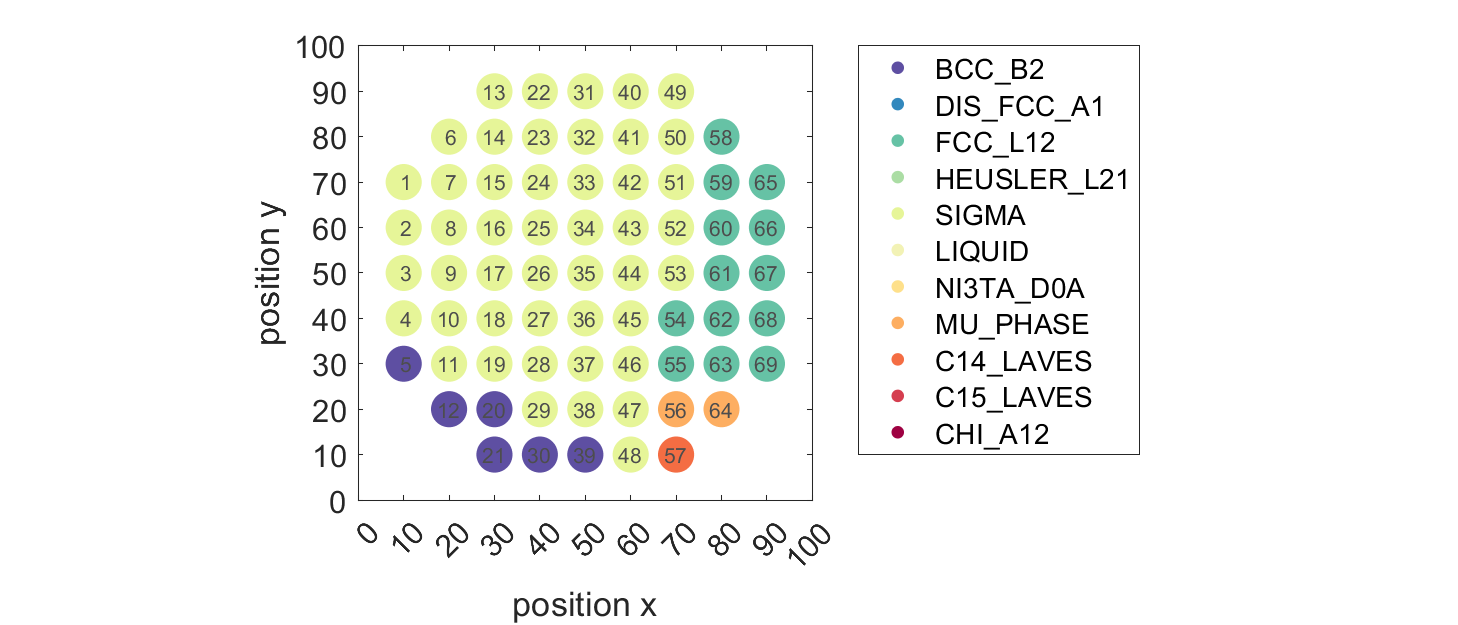 100
90 13 22 31 40 49
80 6 14 23 32 41 50 58
70 1 7 15 24 33 42 51 59 65
60 2 8 16 25 34 43 52 60 66
50 3 9 17 26 35 44 53 61 67
40 4 10 18 27 36 45 54 62 68
30 5 11 19 28 37 46 55 63 69
20 12 20 29 38 47 56 64
10 21 30 39 48 57
0
0 10 20 30 40 50 60 70 80 90 100
position x
position y
BCC_B2
DIS_FCC_A1
FCC_L12
HEUSLER_L21
SIGMA
LIQUID
NI3TA_D0A
MU_PHASE
C14_LAVES
C15_LAVES
CHI_A12